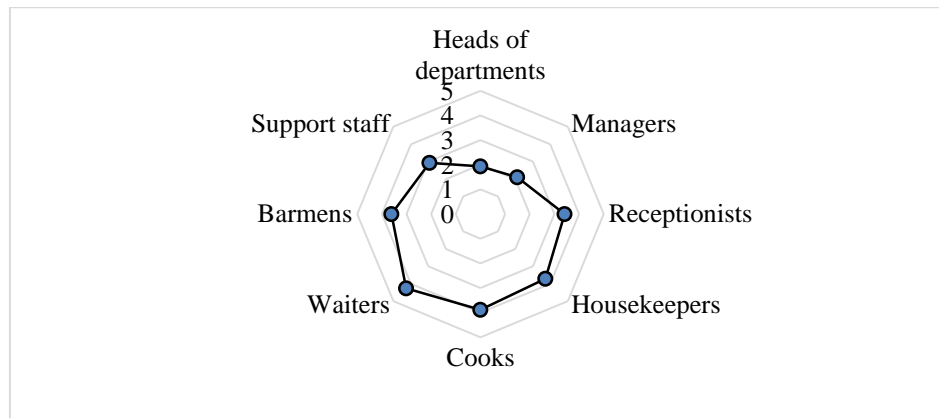 Heads of
departments
5
4
3
2
1
0
Managers
Receptionists
Housekeepers
Cooks
Waiters
Barmens
Support staff